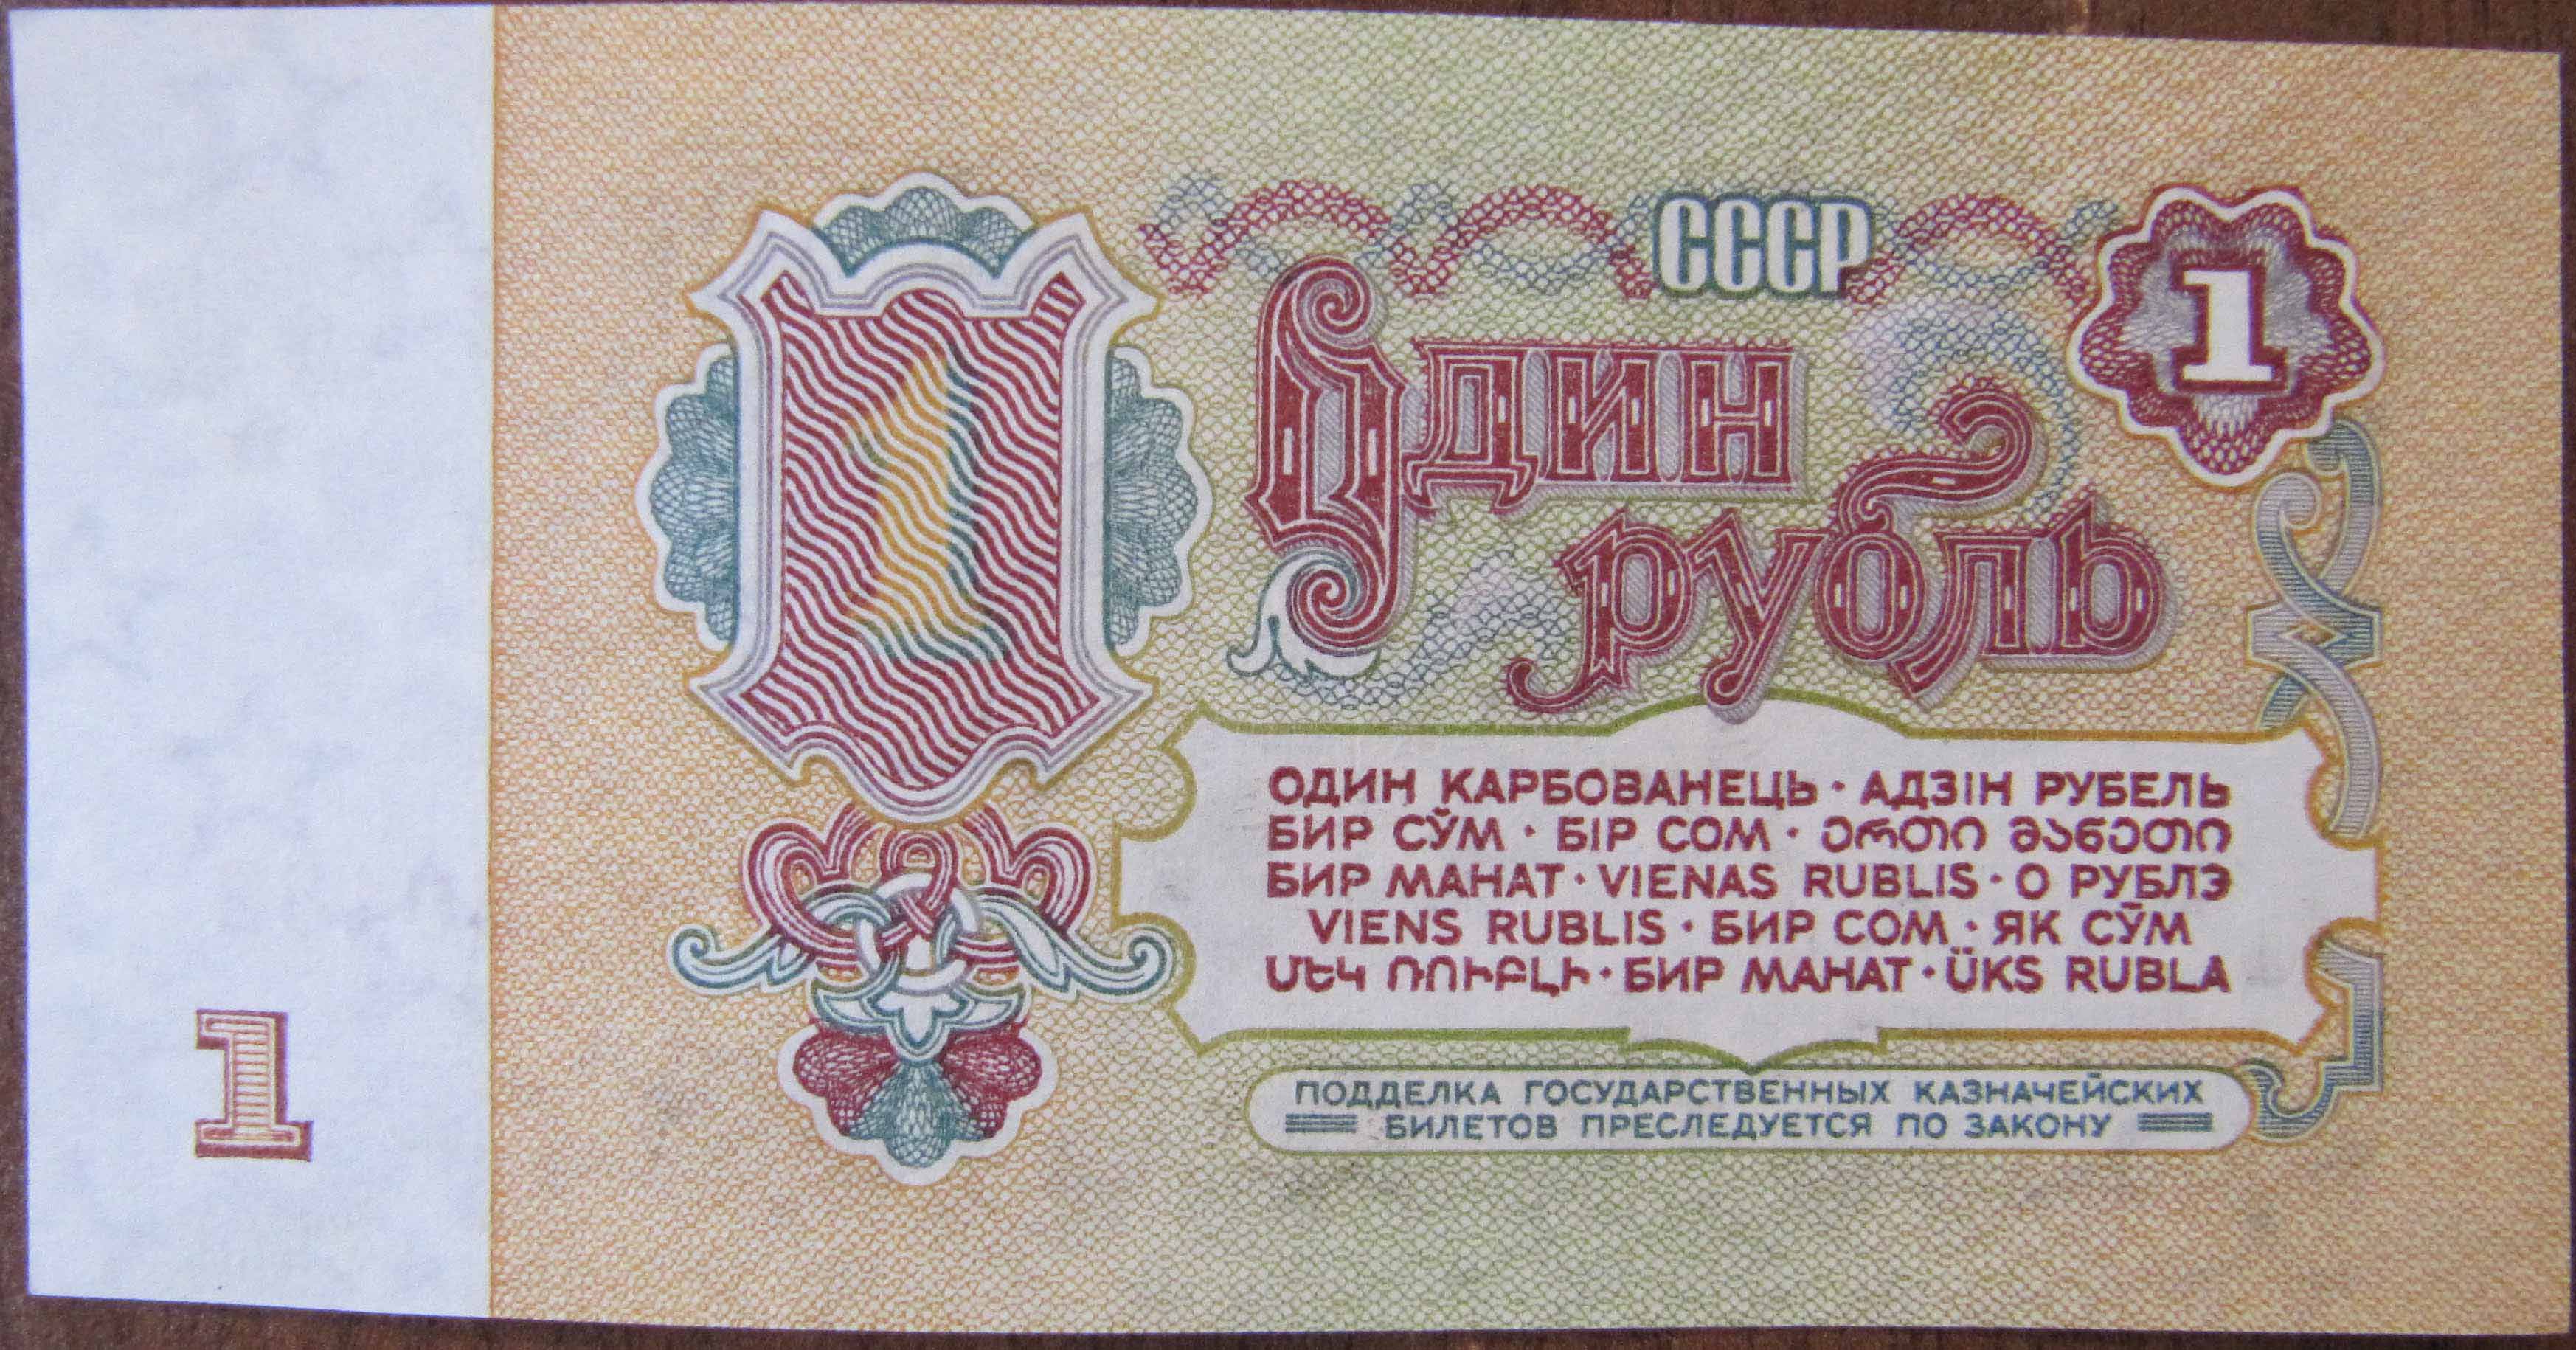 СССР
1
Один
рубль
ОДИН КАРБОВАНЕЦЬ · АДЗІН РУБЕЛЬ
БИР СЎМ · БІР СОМ · ერთი მანეთი
БИР МАНАТ · VIENAS RUBLIS · О РУБЛЭ
VIENS RUBLIS · БИР СОМ · ЯК СӮМ
ՄԵԿ ՌՈՒԲԼԻ · БИР МАНАТ · ÜKS RUBLA
ПОДДЕЛКА ГОСУДАРСТВЕННЫХ КАЗНАЧЕЙСКИХ
БИЛЕТОВ ПРЕСЛЕДУЕТСЯ ПО ЗАКОНУ
1
1